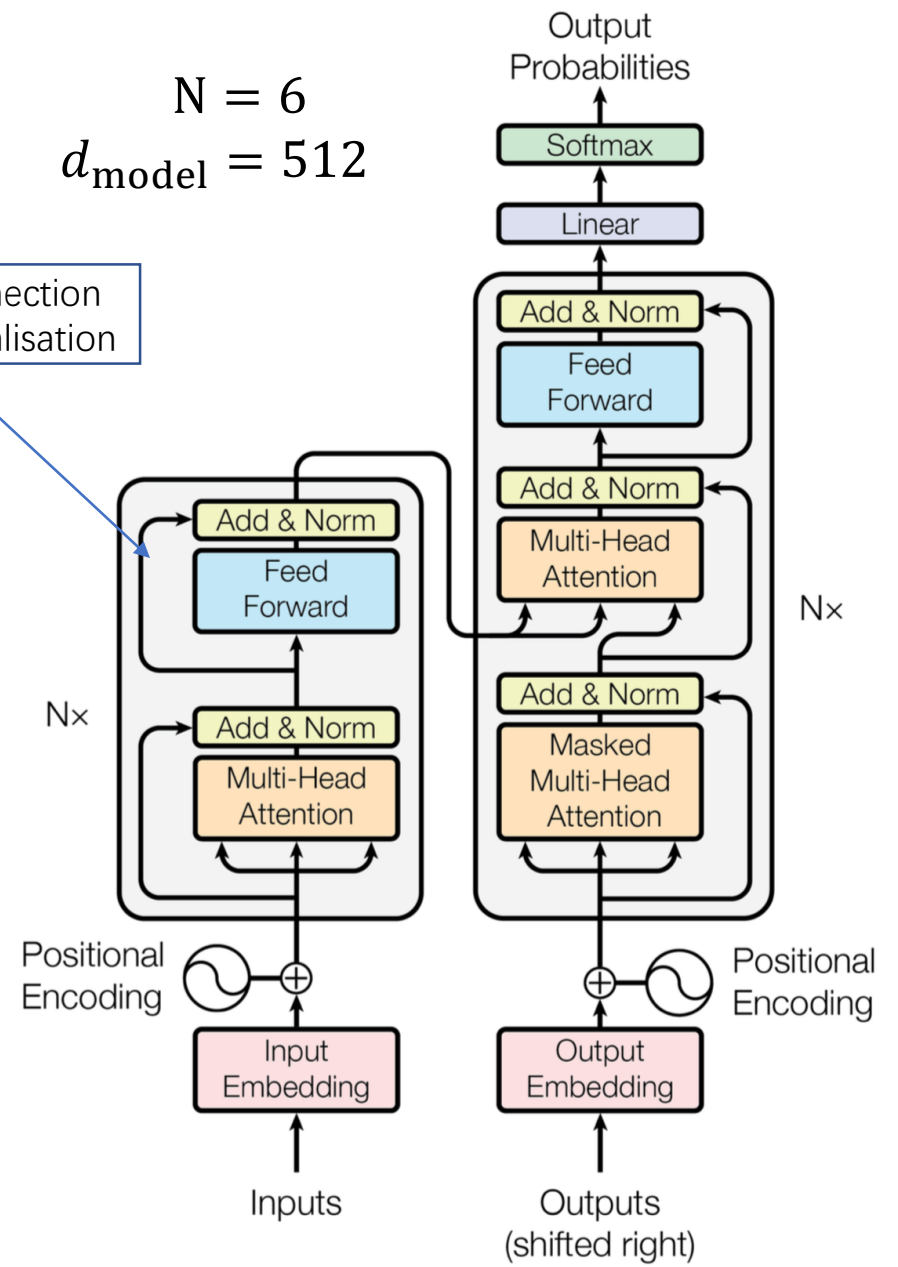 Output
Probabilities
N = 6
d_model = 512
Softmax
Linear
Add & Norm
Feed
Forward
Add & Norm
Multi-Head
Attention
Add & Norm
Masked
Multi-Head
Attention
Nx
Positional
Encoding
Output
Embedding
Outputs
(shifted right)
Add & Norm
Feed
Forward
Add & Norm
Multi-Head
Attention
N×
Positional
Encoding
Input
Embedding
Inputs